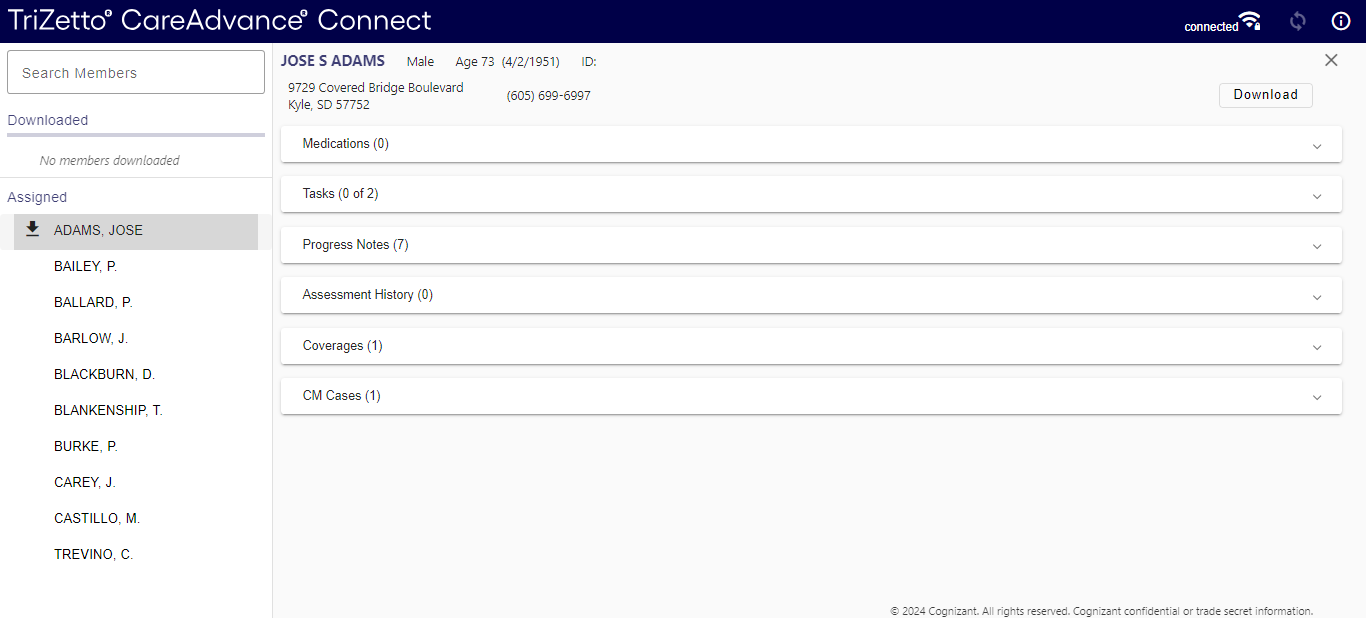 TriZetto® CareAdvance® Connect
connected
Search Members
Downloaded
No members downloaded
Assigned
ADAMS, JOSE
BAILEY, P.
BALLARD, P.
BARLOW, J.
BLACKBURN, D.
BLANKENSHIP, T.
BURKE, P.
CAREY, J.
CASTILLO, M.
TREVINO, C.
JOSE S ADAMS Male Age 73 (4/2/1951) ID:
9729 Covered Bridge Boulevard
Kyle, SD 57752
(605) 699-6997
Download
Medications (0)
Tasks (0 of 2)
Progress Notes (7)
Assessment History (0)
Coverages (1)
CM Cases (1)
© 2024 Cognizant. All rights reserved. Cognizant confidential or trade secret information.